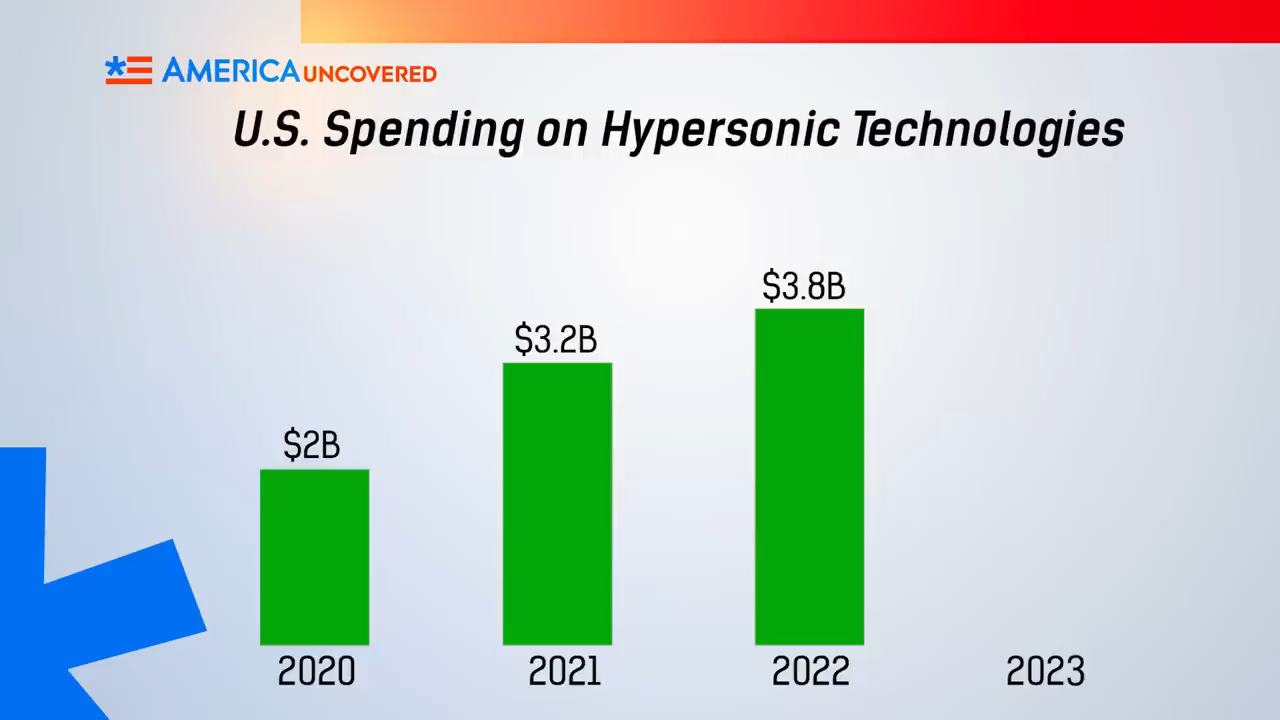 AMERICA UNCOVERED
U.S. Spending on Hypersonic Technologies
$3.8B
$3.2B
$2B
2020 2021 2022 2023